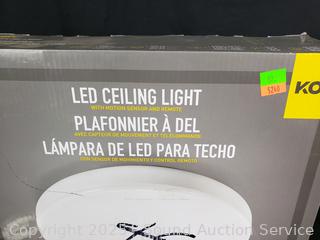 LED CEILING LIGHT
WITH MOTION SENSOR AND REMOTE
PLAFONNIER À DEL
AVEC CAPTEUR DE MOUVEMENT ET TÉLÉCOMMANDE
LÁMPARA DE LED PARA TECHO
CON SENSOR DE MOVIMIENTO Y CONTROL REMOTO
$240
KO